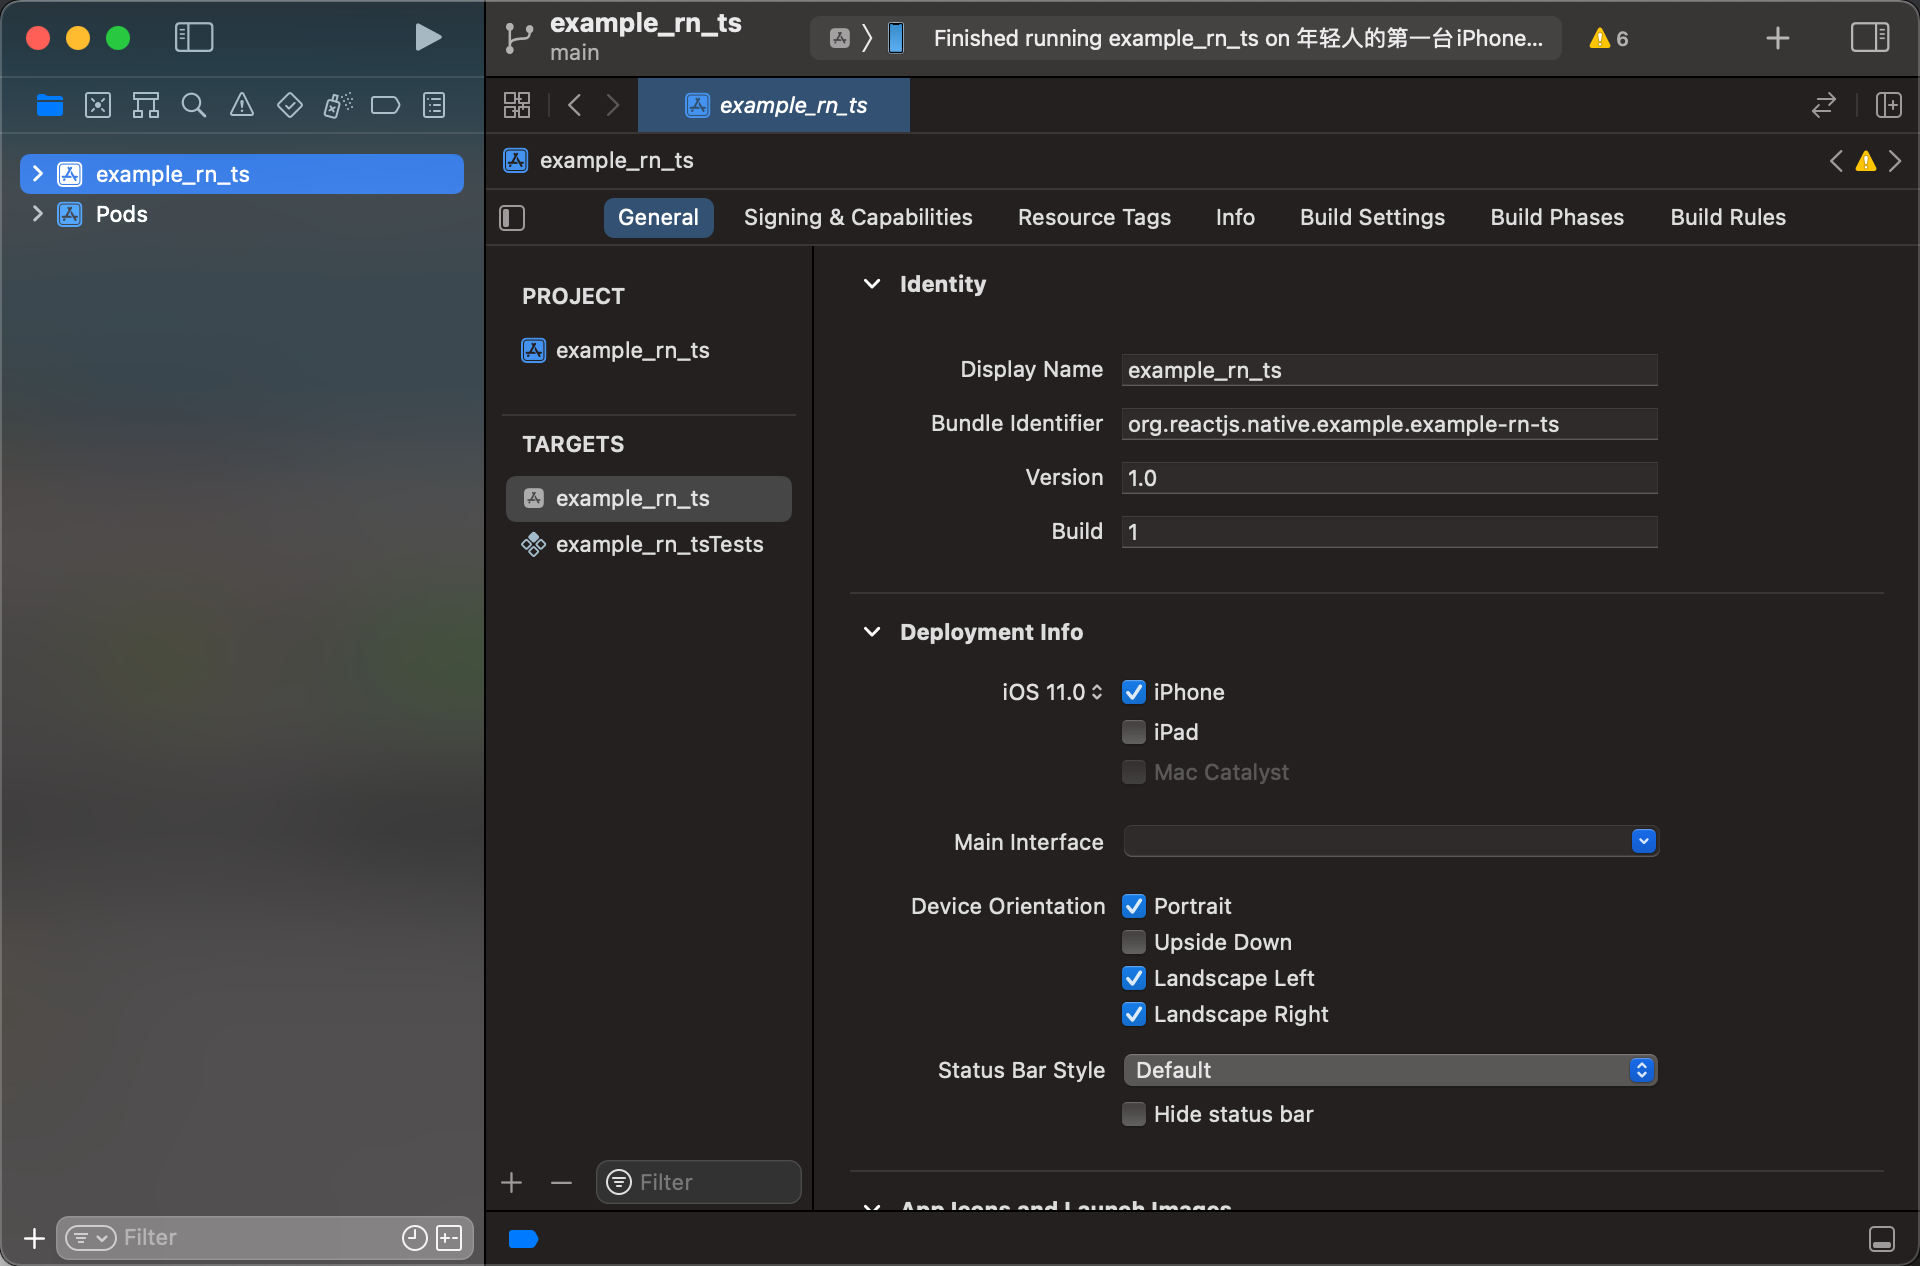 example_rn_ts
main
Finished running example_rn_ts on 年轻人的第一台iPhone...
6
example_rn_ts
Pods
example_rn_ts
example_rn_ts
General
Signing & Capabilities
Resource Tags
Info
Build Settings
Build Phases
Build Rules
PROJECT
example_rn_ts
TARGETS
example_rn_ts
example_rn_tsTests
Identity
Display Name example_rn_ts
Bundle Identifier org.reactjs.native.example.example-rn-ts
Version 1.0
Build 1
Deployment Info
iOS 11.0 iPhone
iPad
Mac Catalyst
Main Interface
Device Orientation Portrait
Upside Down
Landscape Left
Landscape Right
Status Bar Style Default
Hide status bar
App Icons and Launch Images
Filter
Filter